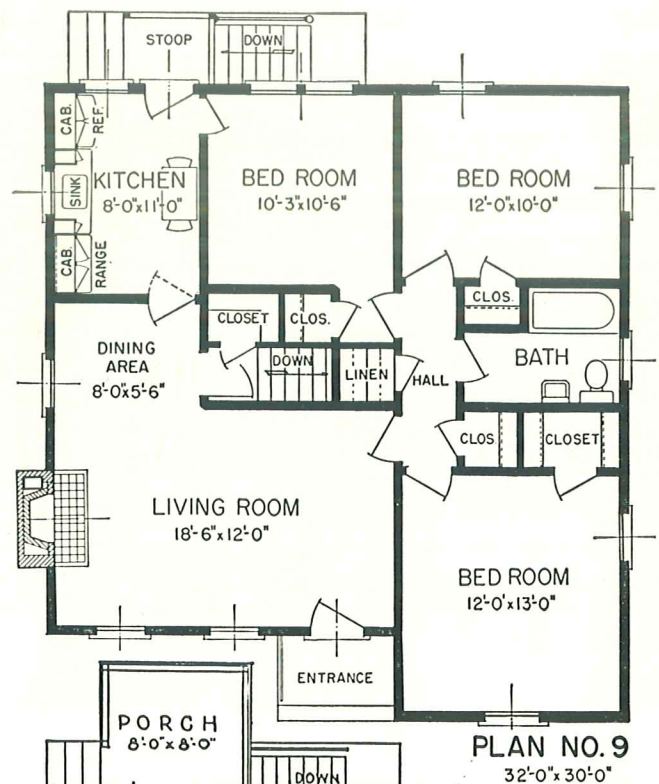 STOOP
DOWN
CAB.
REF.
KITCHEN
8'-0"x11'-0"
SINK
CAB.
RANGE
BED ROOM
10'-3"x10'-6"
BED ROOM
12'-0"x10'-0"
CLOSET
CLOS.
CLOS.
DINING
AREA
8'-0"x5'-6"
DOWN
LINEN
HALL
BATH
CLOS.
CLOSET
LIVING ROOM
18'-6"x12'-0"
BED ROOM
12'-0"x13'-0"
ENTRANCE
PORCH
8'-0"x8'-0"
DOWN
PLAN NO. 9
32'-0"x30'-0"